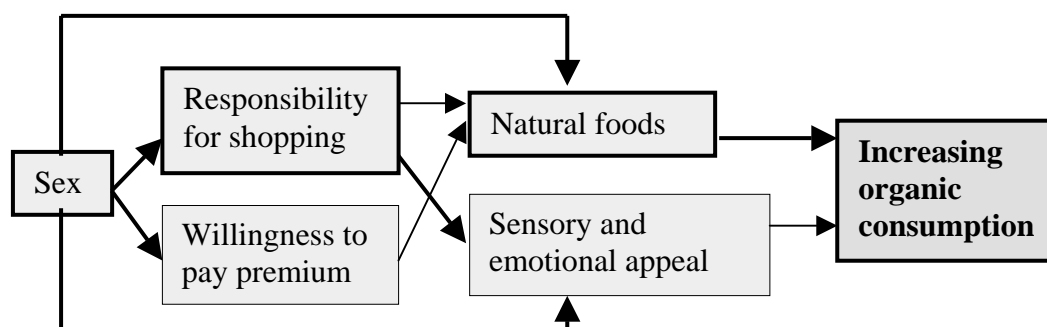 Sex
Responsibility
for shopping
Willingness to
pay premium
Natural foods
Sensory and
emotional appeal
Increasing
organic
consumption